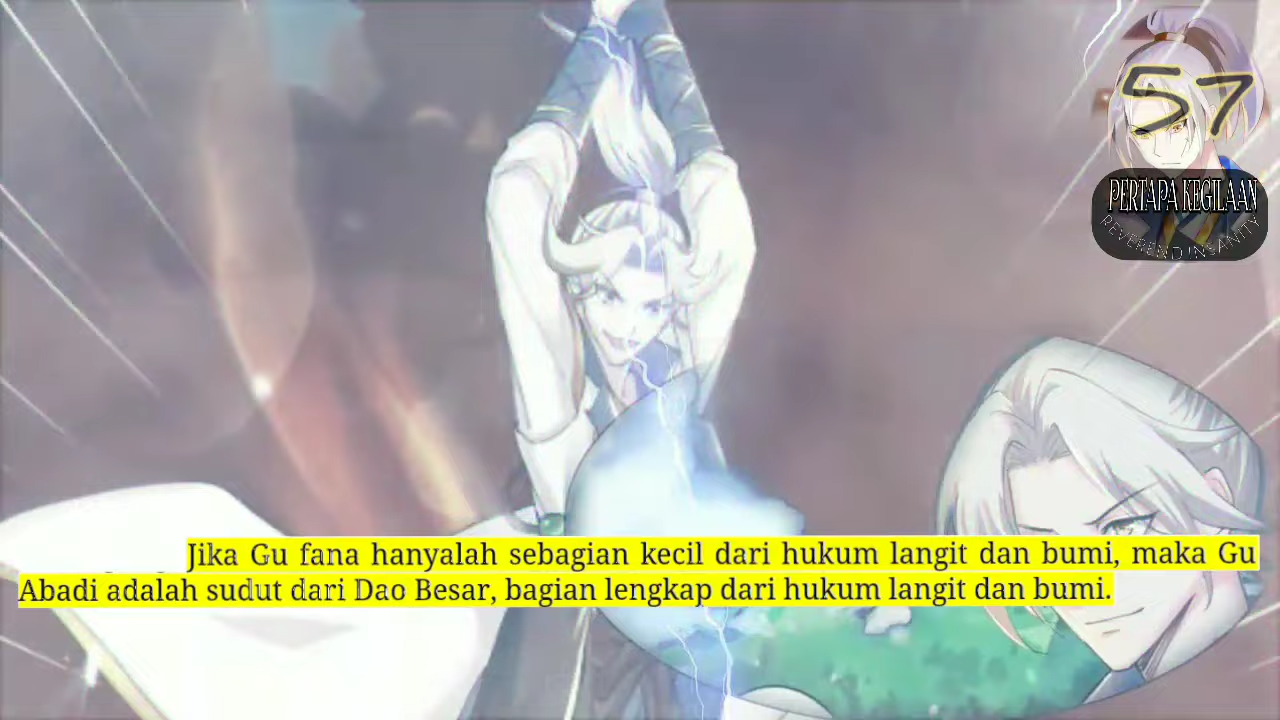 57
PERTAPA KEGILAAN
REVEREND INSANITY
Jika Gu fana hanyalah sebagian kecil dari hukum langit dan bumi, maka Gu
Abadi adalah sudut dari Dao Besar, bagian lengkap dari hukum langit dan bumi.